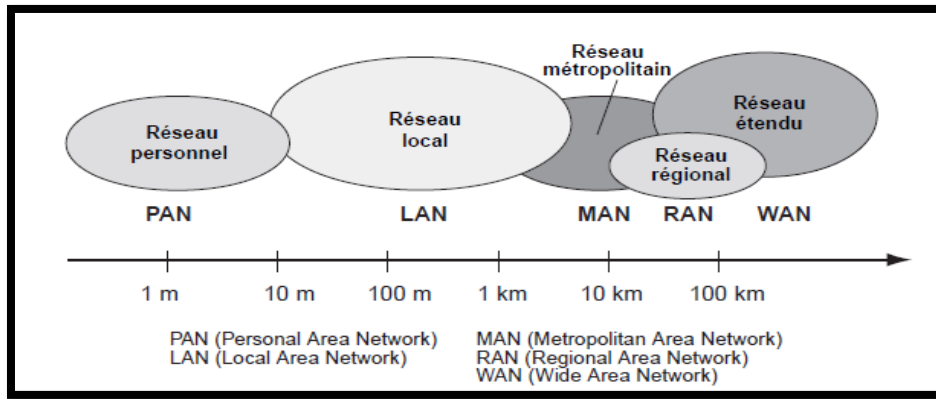 Réseau
métropolitain
Réseau
personnel
Réseau
local
Réseau
étendu
Réseau
régional
PAN
LAN
MAN
RAN
WAN
1 m
10 m
100 m
1 km
10 km
100 km
PAN (Personal Area Network)
LAN (Local Area Network)
MAN (Metropolitan Area Network)
RAN (Regional Area Network)
WAN (Wide Area Network)